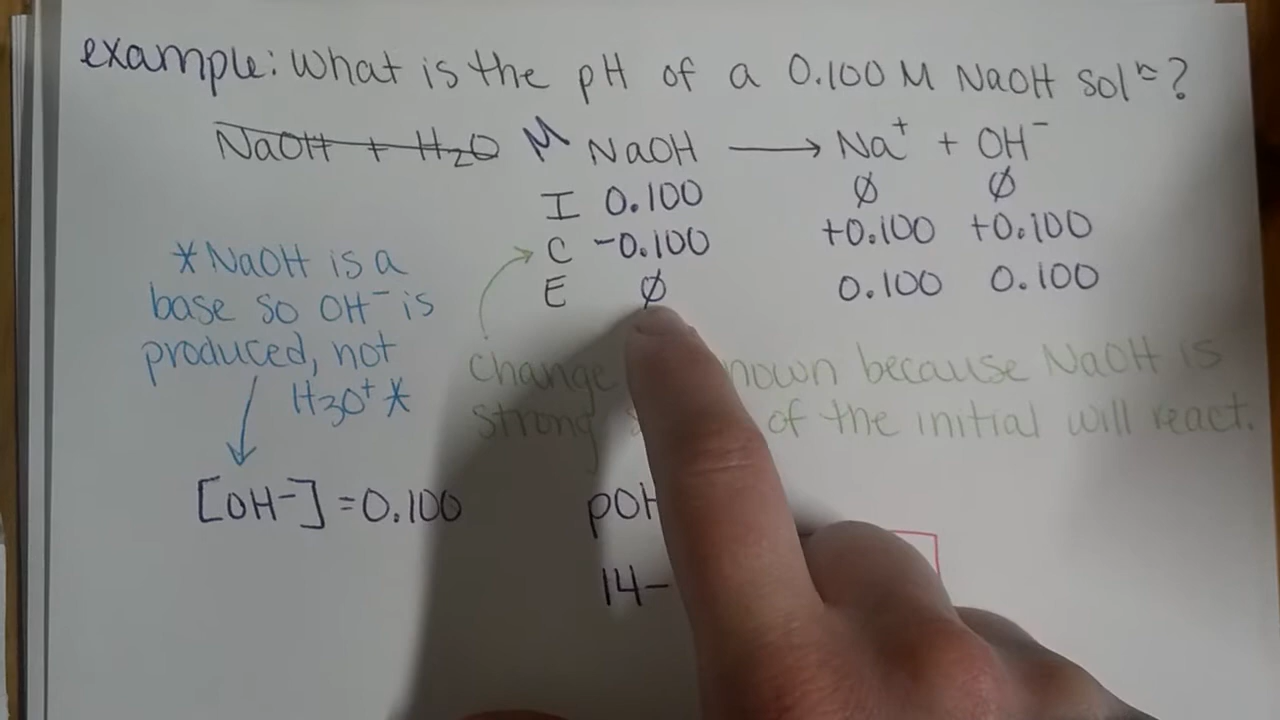 example: What is the pH of a 0.100 M NaOH solⁿ?
NaOH + H₂O M NaOH ⟶ Na⁺ + OH⁻
I 0.100 ∅ ∅
C -0.100 +0.100 +0.100
E ∅ 0.100 0.100
*NaOH is a
base so OH⁻ is
produced, not
H3O⁺*
Change nown because NaOH is
strong of the initial will react.
[OH⁻] = 0.100
pOH
14-